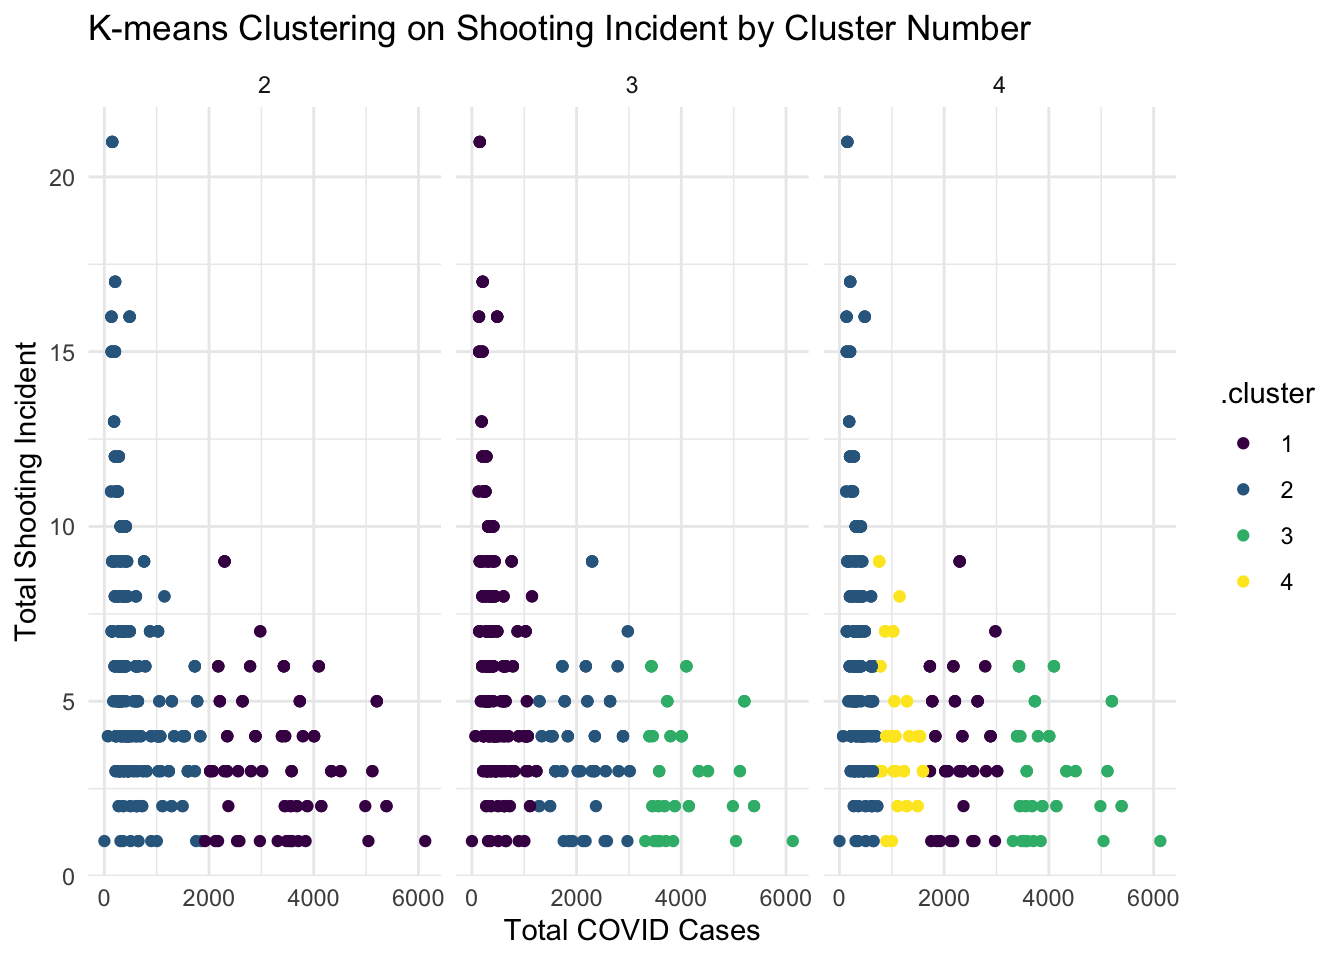 K-means Clustering on Shooting Incident by Cluster Number
2 3 4
20
15
10
5
0
Total Shooting Incident
0 2000 4000 6000 0 2000 4000 6000 0 2000 4000 6000
Total COVID Cases
.cluster
1
2
3
4